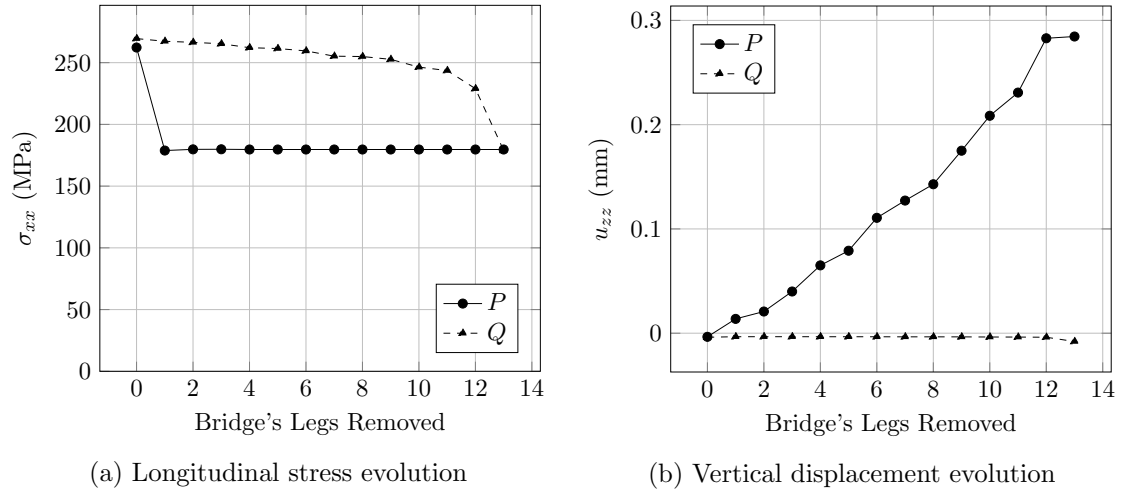 250
200
150
100
50
0
σxx (MPa)
P
Q
0 2 4 6 8 10 12 14
Bridge's Legs Removed
(a) Longitudinal stress evolution
0.3
0.2
0.1
0
uzz (mm)
P
Q
0 2 4 6 8 10 12 14
Bridge's Legs Removed
(b) Vertical displacement evolution